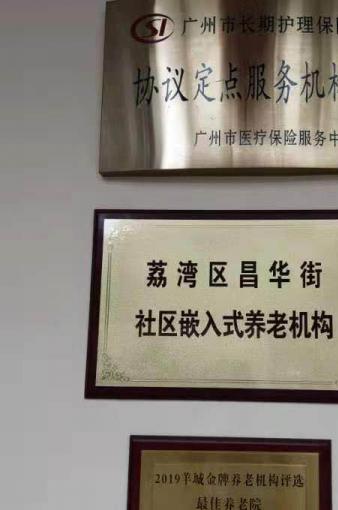 SI 广州市长期护理保
协议定点服务机
广州市医疗保险服务中
荔湾区昌华街
社区嵌入式养老机构
2019羊城金牌养老机构评选
最佳养老院